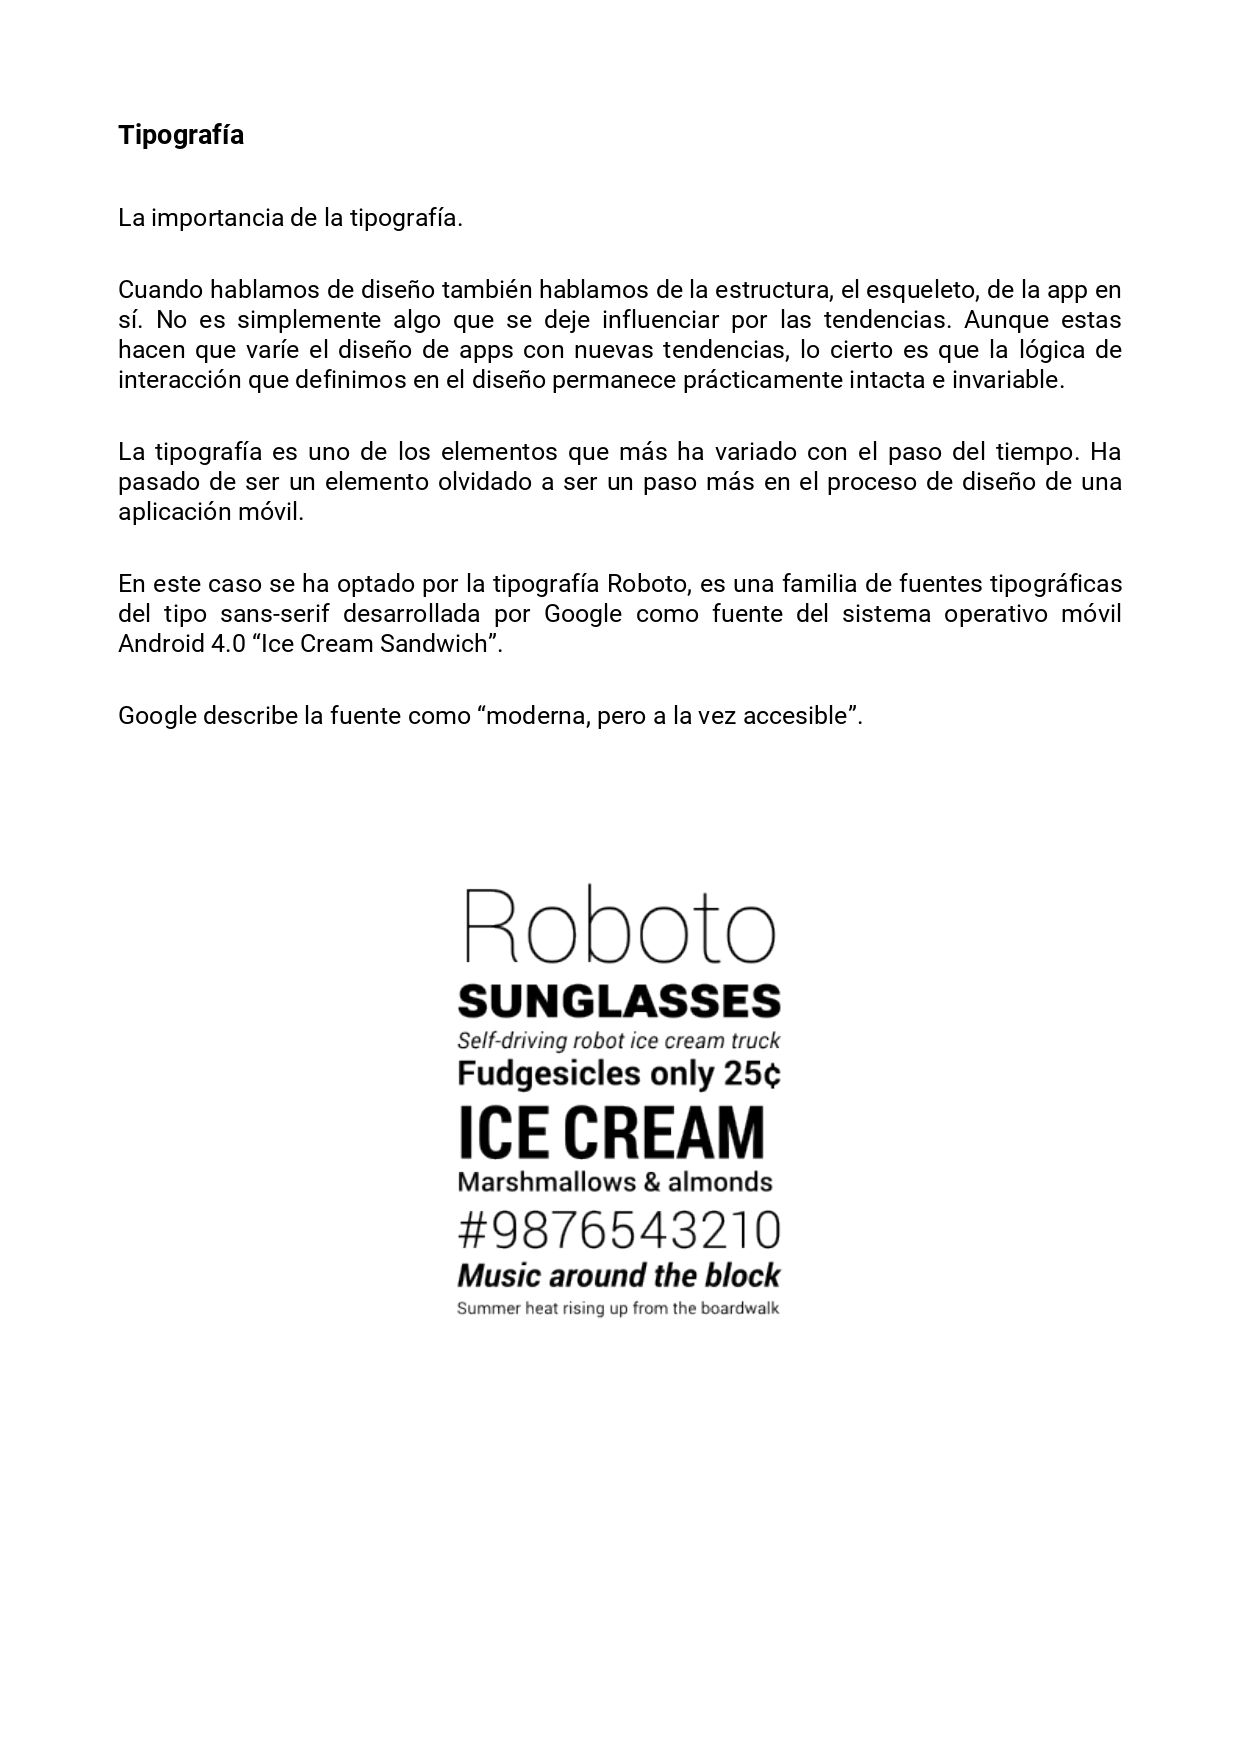 Tipografía
La importancia de la tipografía.
Cuando hablamos de diseño también hablamos de la estructura, el esqueleto, de la app en
sí. No es simplemente algo que se deje influenciar por las tendencias. Aunque estas
hacen que varíe el diseño de apps con nuevas tendencias, lo cierto es que la lógica de
interacción que definimos en el diseño permanece prácticamente intacta e invariable.
La tipografía es uno de los elementos que más ha variado con el paso del tiempo. Ha
pasado de ser un elemento olvidado a ser un paso más en el proceso de diseño de una
aplicación móvil.
En este caso se ha optado por la tipografía Roboto, es una familia de fuentes tipográficas
del tipo sans-serif desarrollada por Google como fuente del sistema operativo móvil
Android 4.0 “Ice Cream Sandwich”.
Google describe la fuente como “moderna, pero a la vez accesible”.
Roboto
SUNGLASSES
Self-driving robot ice cream truck
Fudgesicles only 25¢
ICE CREAM
Marshmallows & almonds
#9876543210
Music around the block
Summer heat rising up from the boardwalk